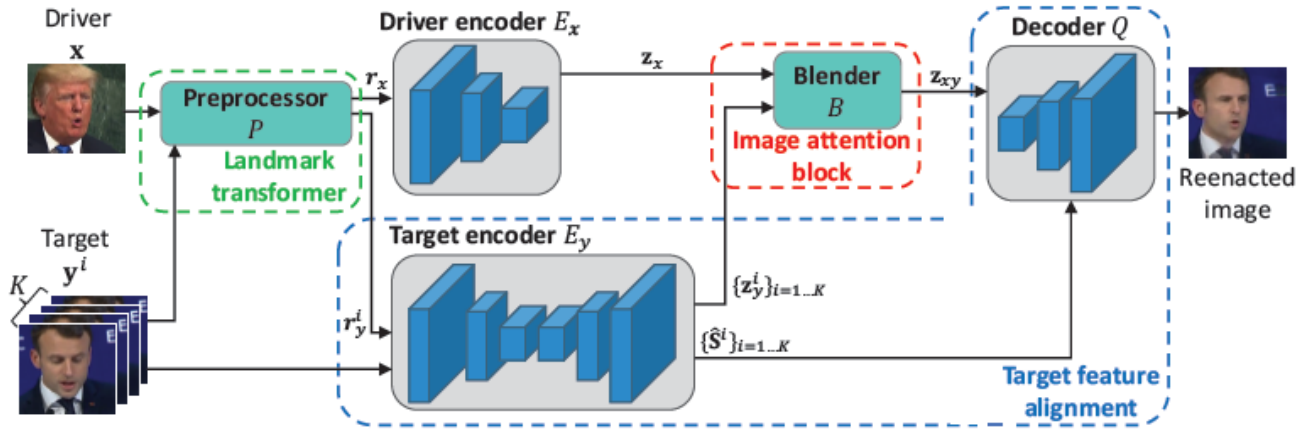 Driver
x
Preprocessor
P
Landmark
transformer
r_x
Driver encoder E_x
z_x
Blender
B
Image attention
block
z_xy
Decoder Q
Reenacted
image
Target
y^i
K
r_y^i
Target encoder E_y
{z_y^i}_{i=1…K}
{Ŝ^i}_{i=1…K}
Target feature
alignment